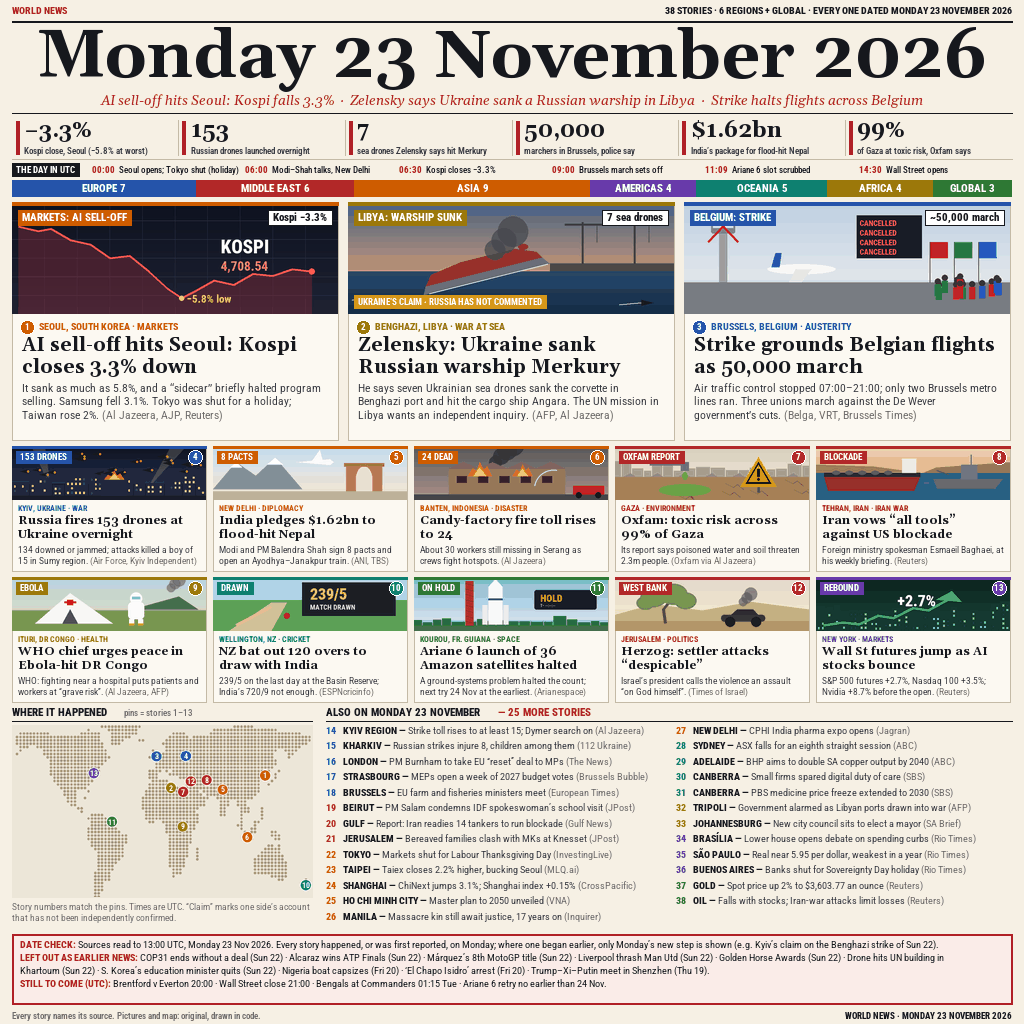 WORLD NEWS
38 STORIES · 6 REGIONS + GLOBAL · EVERY ONE DATED MONDAY 23 NOVEMBER 2026
Monday 23 November 2026
AI sell-off hits Seoul: Kospi falls 3.3% · Zelensky says Ukraine sank a Russian warship in Libya · Strike halts flights across Belgium
−3.3%
Kospi close, Seoul (−5.8% at worst)
153
Russian drones launched overnight
7
sea drones Zelensky says hit Merkury
50,000
marchers in Brussels, police say
$1.62bn
India's package for flood-hit Nepal
99%
of Gaza at toxic risk, Oxfam says
THE DAY IN UTC
00:00 Seoul opens; Tokyo shut (holiday)
06:00 Modi–Shah talks, New Delhi
06:30 Kospi closes −3.3%
09:00 Brussels march sets off
11:09 Ariane 6 slot scrubbed
14:30 Wall St opens
EUROPE 7
MIDDLE EAST 6
ASIA 9
AMERICAS 4
OCEANIA 5
AFRICA 4
GLOBAL 3
MARKETS: AI SELL-OFF
Kospi −3.3%
KOSPI
4,708.54
−5.8% low
1 SEOUL, SOUTH KOREA · MARKETS
AI sell-off hits Seoul: Kospi
closes 3.3% down
It sank as much as 5.8%, and a “sidecar” briefly halted program
selling. Samsung fell 3.1%. Tokyo was shut for a holiday;
Taiwan rose 2%. (Al Jazeera, AJP, Reuters)
LIBYA: WARSHIP SUNK
7 sea drones
UKRAINE'S CLAIM · RUSSIA HAS NOT COMMENTED
2 BENGHAZI, LIBYA · WAR AT SEA
Zelensky: Ukraine sank
Russian warship Merkury
He says seven Ukrainian sea drones sank the corvette in
Benghazi port and hit the cargo ship Angara. The UN mission in
Libya wants an independent inquiry. (AFP, Al Jazeera)
BELGIUM: STRIKE
~50,000 march
CANCELLED
CANCELLED
CANCELLED
CANCELLED
3 BRUSSELS, BELGIUM · AUSTERITY
Strike grounds Belgian flights
as 50,000 march
Air traffic control stopped 07:00–21:00; only two Brussels metro
lines ran. Three unions march against the De Wever
government's cuts. (Belga, VRT, Brussels Times)
153 DRONES
4
KYIV, UKRAINE · WAR
Russia fires 153 drones at
Ukraine overnight
134 downed or jammed; attacks killed a boy of
15 in Sumy region. (Air Force, Kyiv Independent)
8 PACTS
5
NEW DELHI · DIPLOMACY
India pledges $1.62bn to
flood-hit Nepal
Modi and PM Balendra Shah sign 8 pacts and
open an Ayodhya–Janakpur train. (ANI, TBS)
24 DEAD
6
BANTEN, INDONESIA · DISASTER
Candy-factory fire toll rises
to 24
About 30 workers still missing in Serang as
crews fight hotspots. (Al Jazeera)
OXFAM REPORT
7
GAZA · ENVIRONMENT
Oxfam: toxic risk across
99% of Gaza
Its report says poisoned water and soil threaten
2.3m people. (Oxfam via Al Jazeera)
BLOCKADE
8
TEHRAN, IRAN · IRAN WAR
Iran vows “all tools”
against US blockade
Foreign ministry spokesman Esmaeil Baghaei, at
his weekly briefing. (Reuters)
EBOLA
9
ITURI, DR CONGO · HEALTH
WHO chief urges peace in
Ebola-hit DR Congo
WHO: fighting near a hospital puts patients and
workers at “grave risk”. (Al Jazeera, AFP)
DRAWN
10
239/5
MATCH DRAWN
WELLINGTON, NZ · CRICKET
NZ bat out 120 overs to
draw with India
239/5 on the last day at the Basin Reserve;
India's 720/9 not enough. (ESPNcricinfo)
ON HOLD
11
HOLD
KOUROU, FR. GUIANA · SPACE
Ariane 6 launch of 36
Amazon satellites halted
A ground-systems problem halted the count;
next try 24 Nov at the earliest. (Arianespace)
WEST BANK
12
JERUSALEM · POLITICS
Herzog: settler attacks
“despicable”
Israel's president calls the violence an assault
“on God himself”. (Times of Israel)
REBOUND
13
+2.7%
NEW YORK · MARKETS
Wall St futures jump as AI
stocks bounce
S&P 500 futures +2.7%, Nasdaq 100 +3.5%;
Nvidia +8.7% before the open. (Reuters)
WHERE IT HAPPENED
pins = stories 1–13
3
4
13
1
12
8
2
7
5
11
9
6
10
Story numbers match the pins. Times are UTC. “Claim” marks one side's account
that has not been independently confirmed.
ALSO ON MONDAY 23 NOVEMBER — 25 MORE STORIES
14 KYIV REGION — Strike toll rises to at least 15; Dymer search on (Al Jazeera)
15 KHARKIV — Russian strikes injure 8, children among them (112 Ukraine)
16 LONDON — PM Burnham to take EU “reset” deal to MPs (The News)
17 STRASBOURG — MEPs open a week of 2027 budget votes (Brussels Bubble)
18 BRUSSELS — EU farm and fisheries ministers meet (European Times)
19 BEIRUT — PM Salam condemns IDF spokeswoman's school visit (JPost)
20 GULF — Report: Iran readies 14 tankers to run blockade (Gulf News)
21 JERUSALEM — Bereaved families clash with MKs at Knesset (JPost)
22 TOKYO — Markets shut for Labour Thanksgiving Day (InvestingLive)
23 TAIPEI — Taiex closes 2.2% higher, bucking Seoul (MLQ.ai)
24 SHANGHAI — ChiNext jumps 3.1%; Shanghai index +0.15% (CrossPacific)
25 HO CHI MINH CITY — Master plan to 2050 unveiled (VNA)
26 MANILA — Massacre kin still await justice, 17 years on (Inquirer)
27 NEW DELHI — CPHI India pharma expo opens (Jagran)
28 SYDNEY — ASX falls for an eighth straight session (ABC)
29 ADELAIDE — BHP aims to double SA copper output by 2040 (ABC)
30 CANBERRA — Small firms spared digital duty of care (SBS)
31 CANBERRA — PBS medicine price freeze extended to 2030 (SBS)
32 TRIPOLI — Government alarmed as Libyan ports drawn into war (AFP)
33 JOHANNESBURG — New city council sits to elect a mayor (SA Brief)
34 BRASÍLIA — Lower house opens debate on spending curbs (Rio Times)
35 SÃO PAULO — Real near 5.95 per dollar, weakest in a year (Rio Times)
36 BUENOS AIRES — Banks shut for Sovereignty Day holiday (Rio Times)
37 GOLD — Spot price up 2% to $3,603.77 an ounce (Reuters)
38 OIL — Falls with stocks; Iran-war attacks limit losses (Reuters)
DATE CHECK: Sources read to 13:00 UTC, Monday 23 Nov 2026. Every story happened, or was first reported, on Monday; where one began earlier, only Monday's new step is shown (e.g. Kyiv's claim on the Benghazi strike of Sun 22).
LEFT OUT AS EARLIER NEWS: COP31 ends without a deal (Sun 22) · Alcaraz wins ATP Finals (Sun 22) · Márquez's 8th MotoGP title (Sun 22) · Liverpool thrash Man Utd (Sun 22) · Golden Horse Awards (Sun 22) · Drone hits UN building in
Khartoum (Sun 22) · S. Korea's education minister quits (Sun 22) · Nigeria boat capsizes (Fri 20) · 'El Chapo Isidro' arrest (Fri 20) · Trump–Xi–Putin meet in Shenzhen (Thu 19).
STILL TO COME (UTC): Brentford v Everton 20:00 · Wall Street close 21:00 · Bengals at Commanders 01:15 Tue · Ariane 6 retry no earlier than 24 Nov.
Every story names its source. Pictures and map: original, drawn in code.
WORLD NEWS · MONDAY 23 NOVEMBER 2026